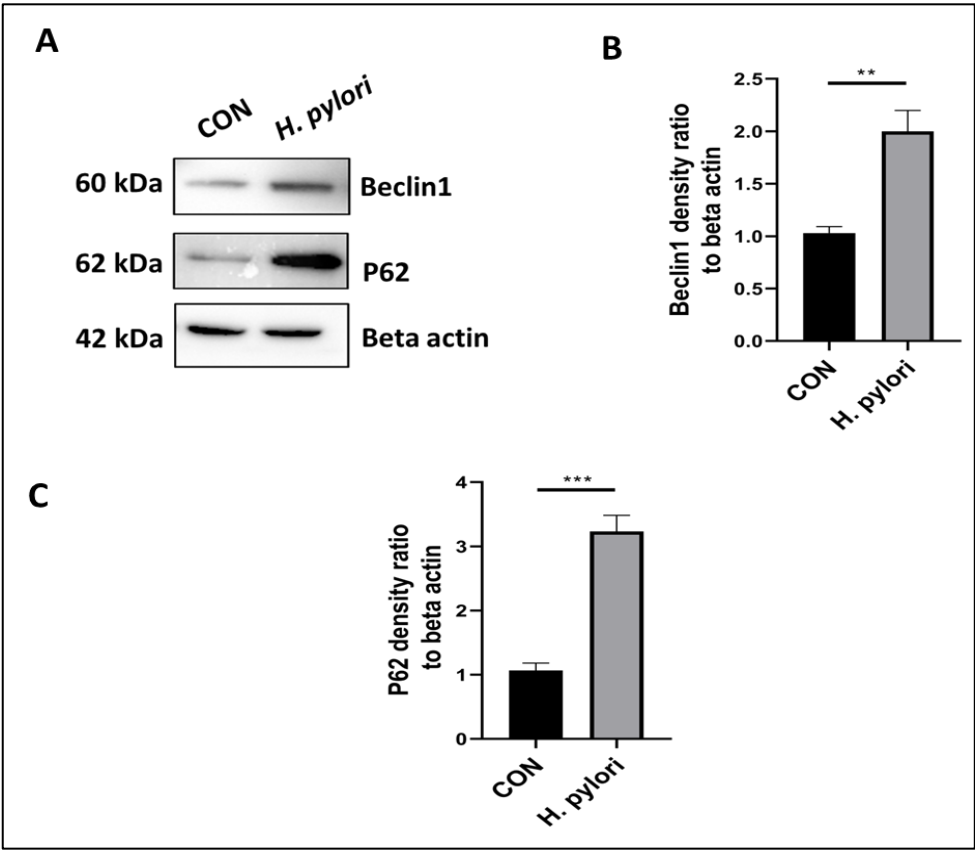 A
CON H. pylori
60 kDa Beclin1
62 kDa P62
42 kDa Beta actin
B
**
2.5
2.0
1.5
1.0
0.5
0.0
Beclin1 density ratio
to beta actin
CON H. pylori
C
***
4
3
2
1
0
P62 density ratio
to beta actin
CON H. pylori